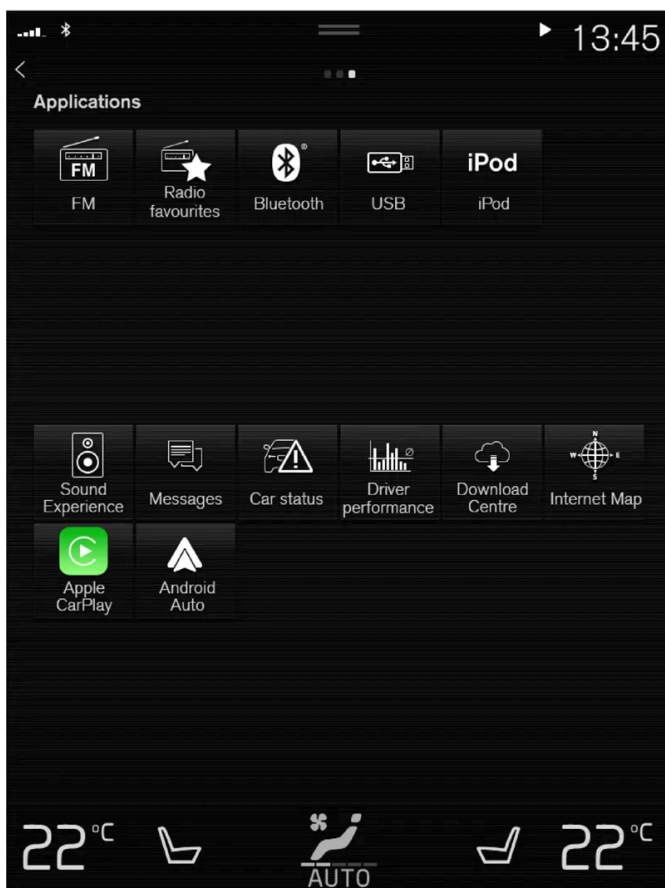 13:45
Applications
FM
FM
Radio
favourites
Bluetooth
USB
iPod
iPod
Sound
Experience
Messages
Car status
Driver
performance
Download
Centre
N
W E
S
Internet Map
Apple
CarPlay
Android
Auto
22°C
AUTO
22°C